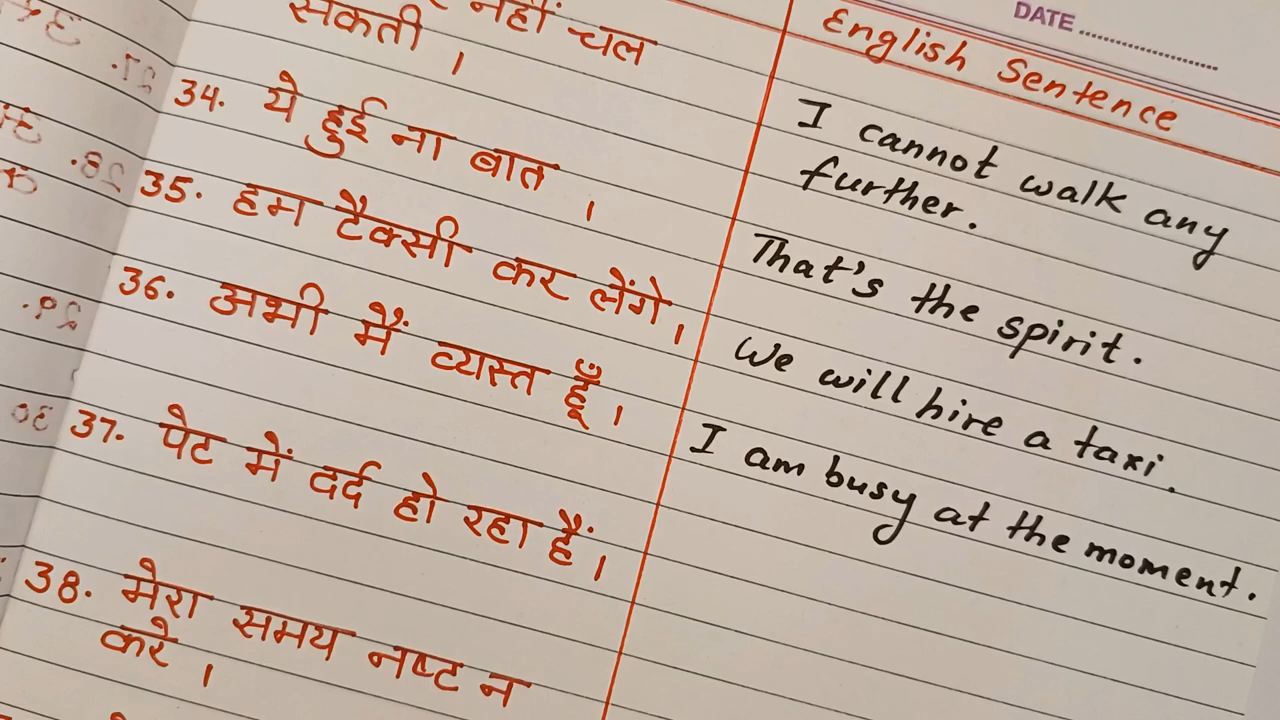 नहीं चल
सकती ।
34. ये हुई ना बात ।
35. हम टैक्सी कर लेंगे ।
36. अभी मैं व्यस्त हूँ ।
37. पेट में दर्द हो रहा हैं ।
38. मेरा समय नष्ट न
करे ।
DATE
English Sentence
I cannot walk any
further.
That's the spirit.
We will hire a taxi.
I am busy at the moment.